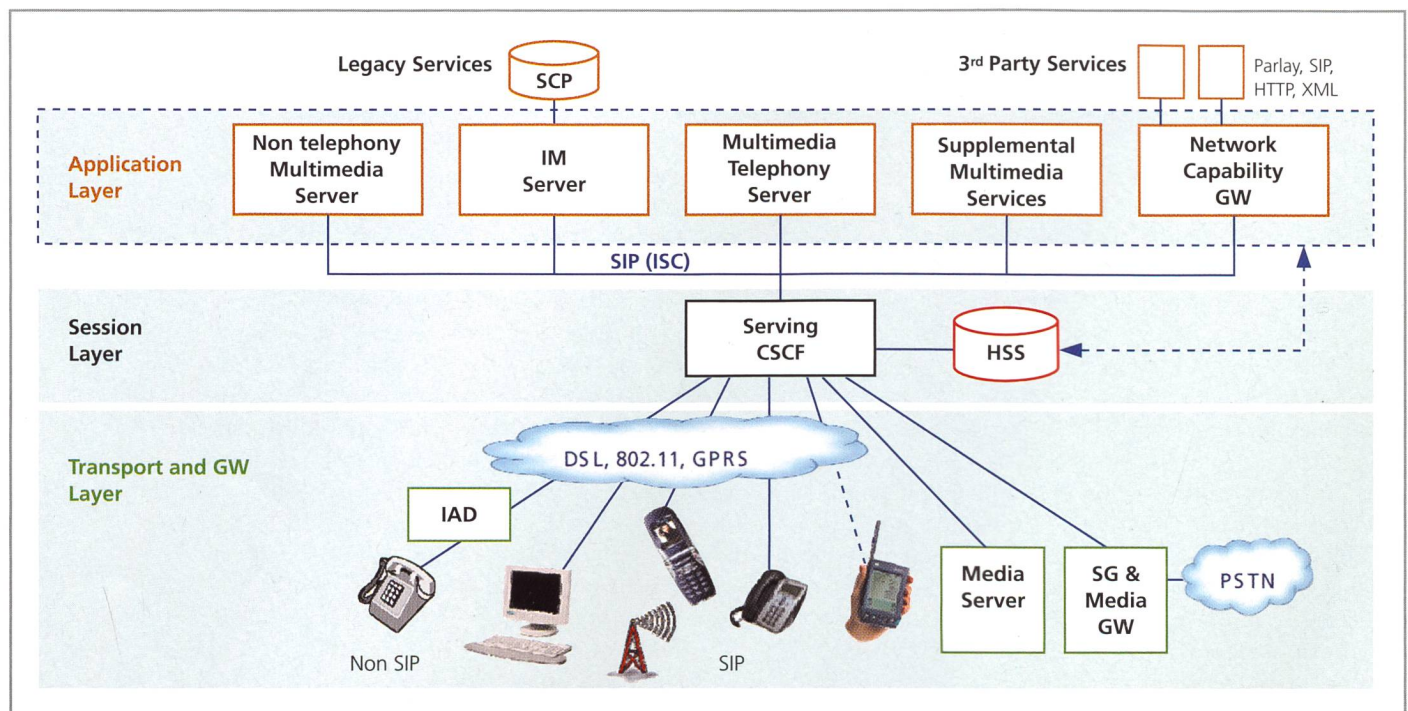 Legacy Services
SCP
3rd Party Services
Parlay, SIP,
HTTP, XML
Application
Layer
Non telephony
Multimedia
Server
IM
Server
Multimedia
Telephony
Server
Supplemental
Multimedia
Services
Network
Capability
GW
SIP (ISC)
Session
Layer
Serving
CSCF
HSS
Transport and GW
Layer
DSL, 802.11, GPRS
IAD
Non SIP
SIP
Media
Server
SG &
Media
GW
PSTN